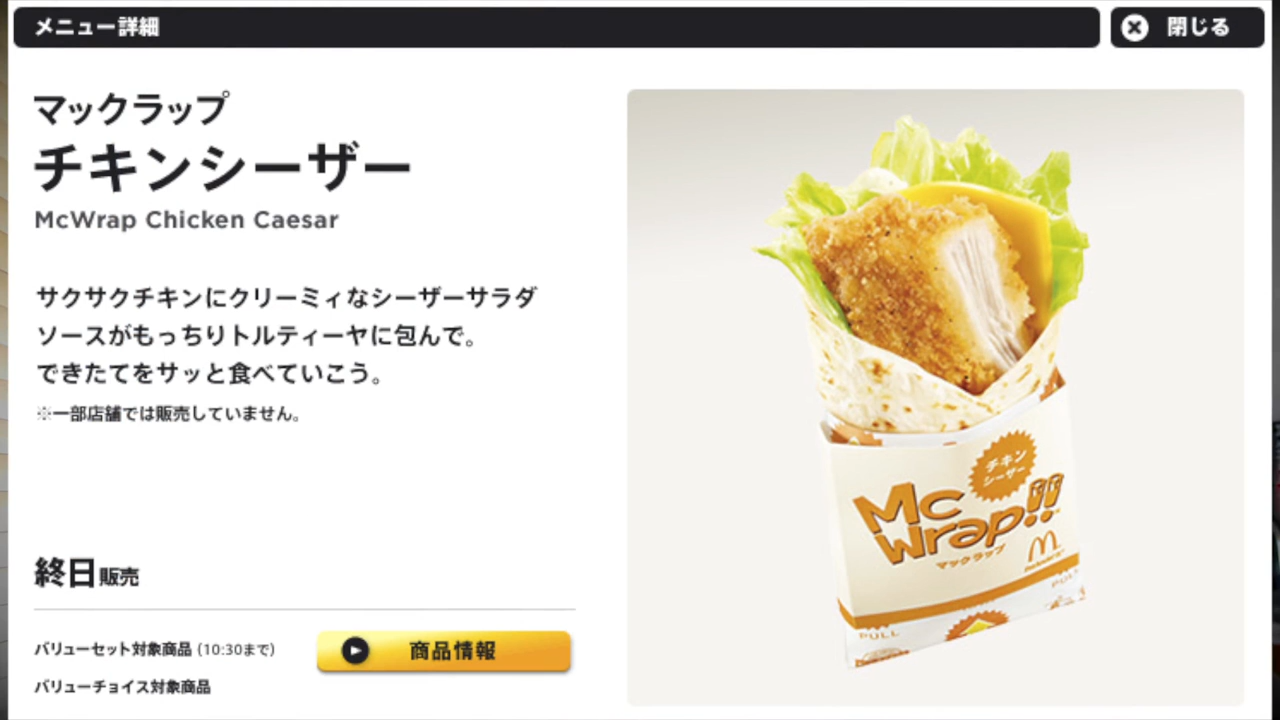 メニュー詳細
閉じる
マックラップ
チキンシーザー
McWrap Chicken Caesar
サクサクチキンにクリーミィなシーザーサラダ
ソースがもっちりトルティーヤに包んで。
できたてをサッと食べていこう。
※一部店舗では販売していません。
終日販売
バリューセット対象商品 (10:30まで)
商品情報
バリューチョイス対象商品
チキン
シーザー
Mc
Wrap!!
マックラップ
PULL
PULL